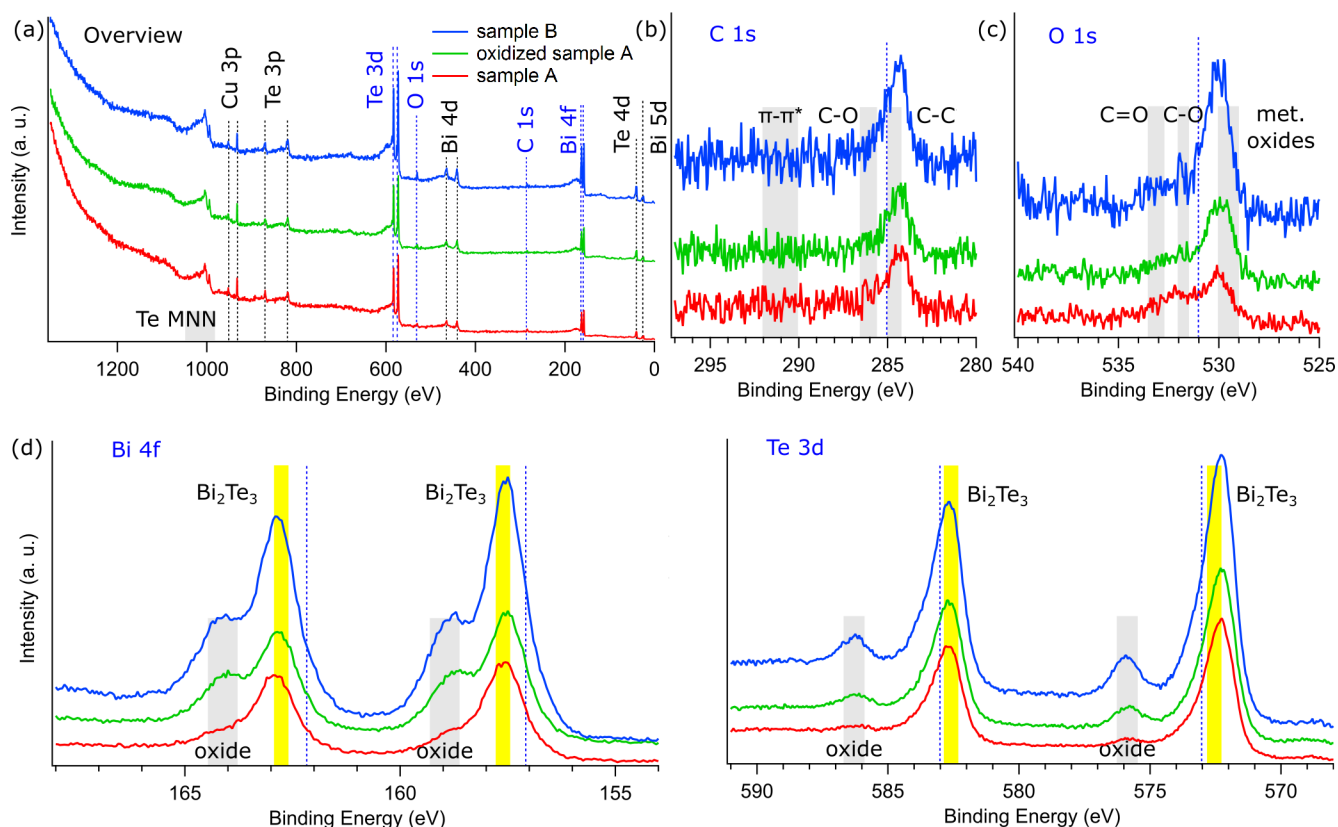 (a)
Overview
sample B
oxidized sample A
sample A
Cu 3p
Te 3p
Te 3d
O 1s
Bi 4d
C 1s
Bi 4f
Te 4d
Bi 5d
Te MNN
Intensity (a. u.)
1200 1000 800 600 400 200 0
Binding Energy (eV)
(b)
C 1s
π-π* C-O C-C
295 290 285 280
Binding Energy (eV)
(c)
O 1s
C=O C-O met.
oxides
540 535 530 525
Binding Energy (eV)
(d)
Bi 4f
Bi₂Te₃ Bi₂Te₃
oxide oxide
Intensity (a. u.)
165 160 155
Binding Energy (eV)
Te 3d
Bi₂Te₃ Bi₂Te₃
oxide oxide
Intensity (a. u.)
590 585 580 575 570
Binding Energy (eV)